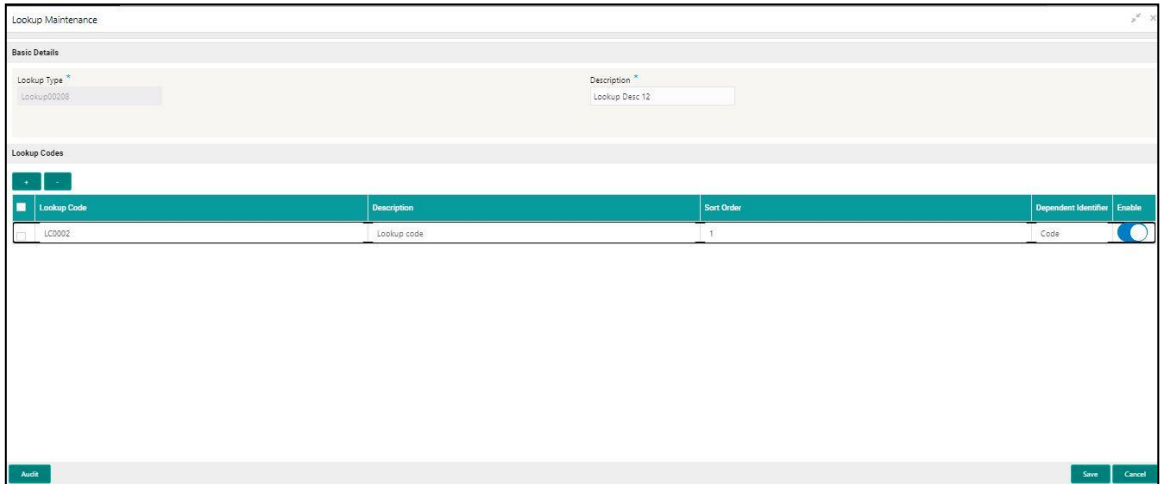 Lookup Maintenance
Basic Details
Lookup Type *
Description *
Lookup00208
Lookup Desc 12
Lookup Codes
+ -
Lookup Code Description Sort Order Dependent Identifier Enable
LC0002 Lookup code 1 Code
Audit Save Cancel